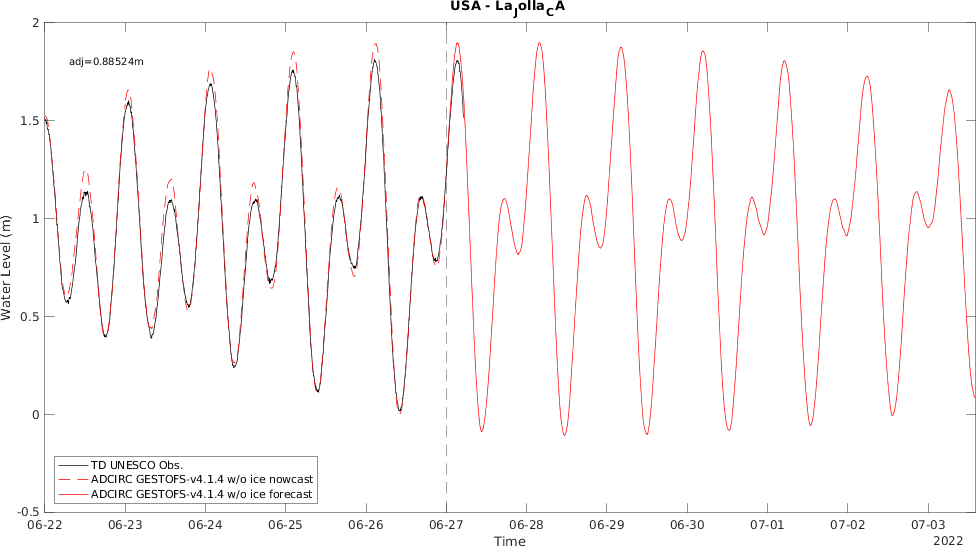 USA - LaJollaCA
adj=0.88524m
Water Level (m)
2
1.5
1
0.5
0
-0.5
TD UNESCO Obs.
ADCIRC GESTOFS-v4.1.4 w/o ice nowcast
ADCIRC GESTOFS-v4.1.4 w/o ice forecast
06-22 06-23 06-24 06-25 06-26 06-27 06-28 06-29 06-30 07-01 07-02 07-03
Time
2022